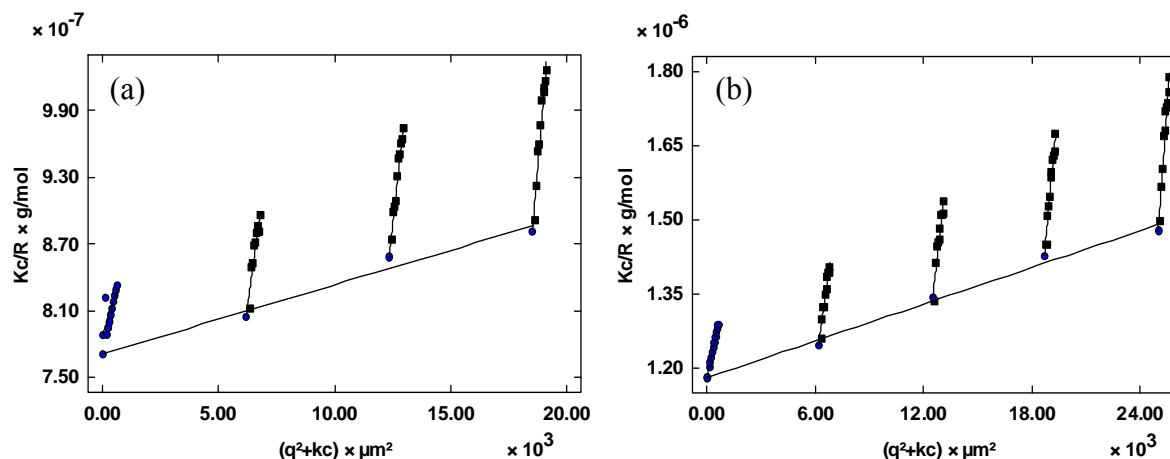 × 10⁻⁷
(a)
9.90
9.30
8.70
8.10
7.50
Kc/R × g/mol
0.00 5.00 10.00 15.00 20.00
(q²+kc) × µm² × 10³
× 10⁻⁶
(b)
1.80
1.65
1.50
1.35
1.20
Kc/R × g/mol
0.00 6.00 12.00 18.00 24.00
(q²+kc) × µm² × 10³